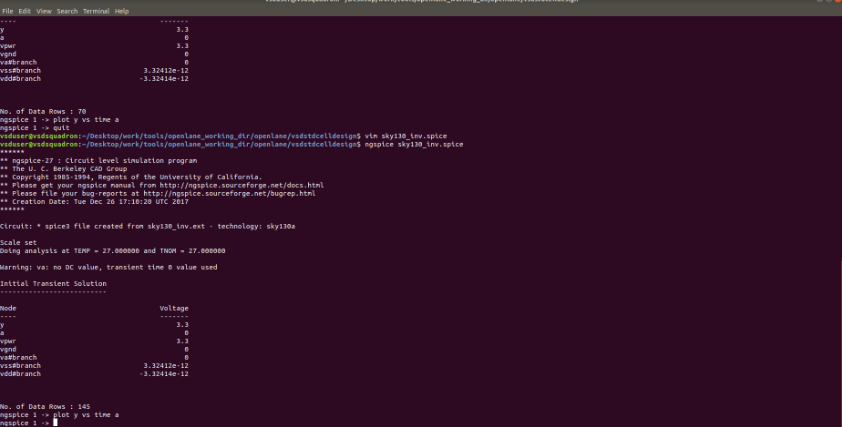 File Edit View Search Terminal Help
---- -------
y 3.3
a 0
vpwr 3.3
vgnd 0
va#branch 0
vss#branch 3.32412e-12
vdd#branch -3.32414e-12
No. of Data Rows : 70
ngspice 1 -> plot y vs time a
ngspice 1 -> quit
vsduser@vsdsquadron:~/Desktop/work/tools/openlane_working_dir/openlane/vsdstdcelldesign$ vim sky130_inv.spice
vsduser@vsdsquadron:~/Desktop/work/tools/openlane_working_dir/openlane/vsdstdcelldesign$ ngspice sky130_inv.spice
******
** ngspice-27 : Circuit level simulation program
** The U. C. Berkeley CAD Group
** Copyright 1985-1994, Regents of the University of California.
** Please get your ngspice manual from http://ngspice.sourceforge.net/docs.html
** Please file your bug-reports at http://ngspice.sourceforge.net/bugrep.html
** Creation Date: Tue Dec 26 17:10:20 UTC 2017
******
Circuit: * spice3 file created from sky130_inv.ext - technology: sky130a
Scale set
Doing analysis at TEMP = 27.000000 and TNOM = 27.000000
Warning: va: no DC value, transient time 0 value used
Initial Transient Solution
--------------------------
Node Voltage
---- -------
y 3.3
a 0
vpwr 3.3
vgnd 0
va#branch 0
vss#branch 3.32412e-12
vdd#branch -3.32414e-12
No. of Data Rows : 145
ngspice 1 -> plot y vs time a
ngspice 1 ->